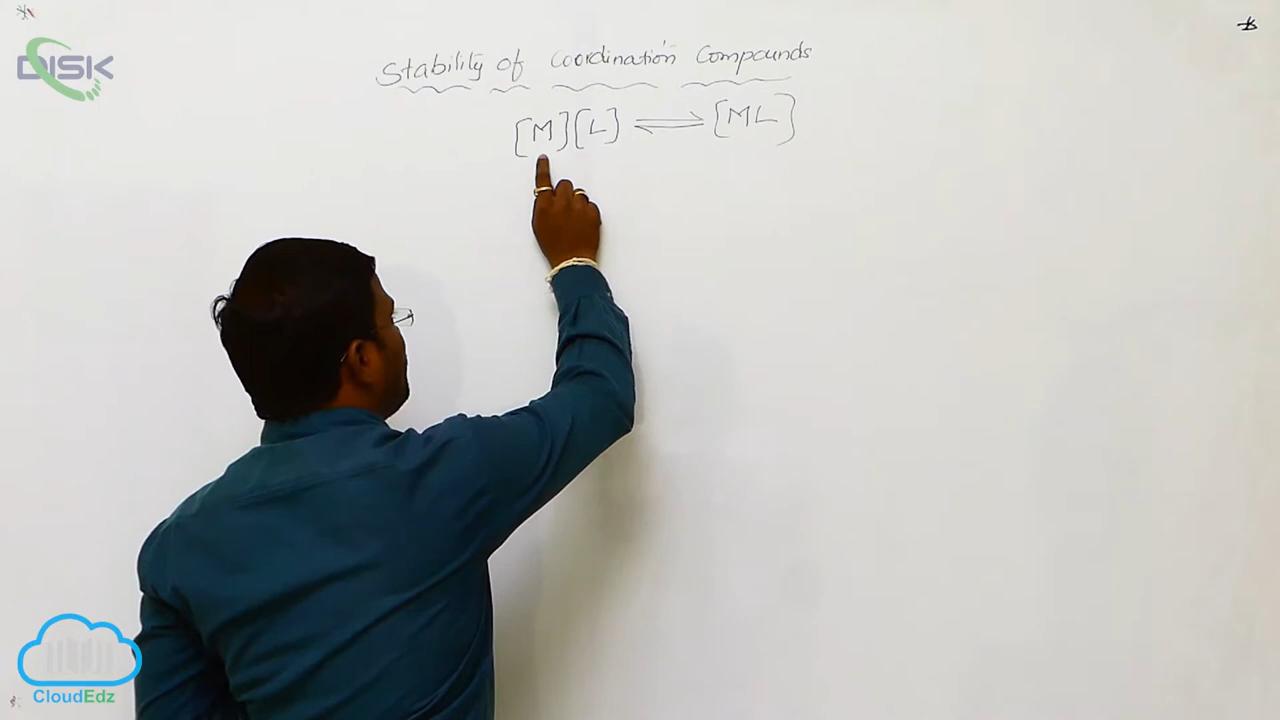 DISK
Stability of Coordination Compounds
[M][L] ⇌ [ML]
CloudEdz